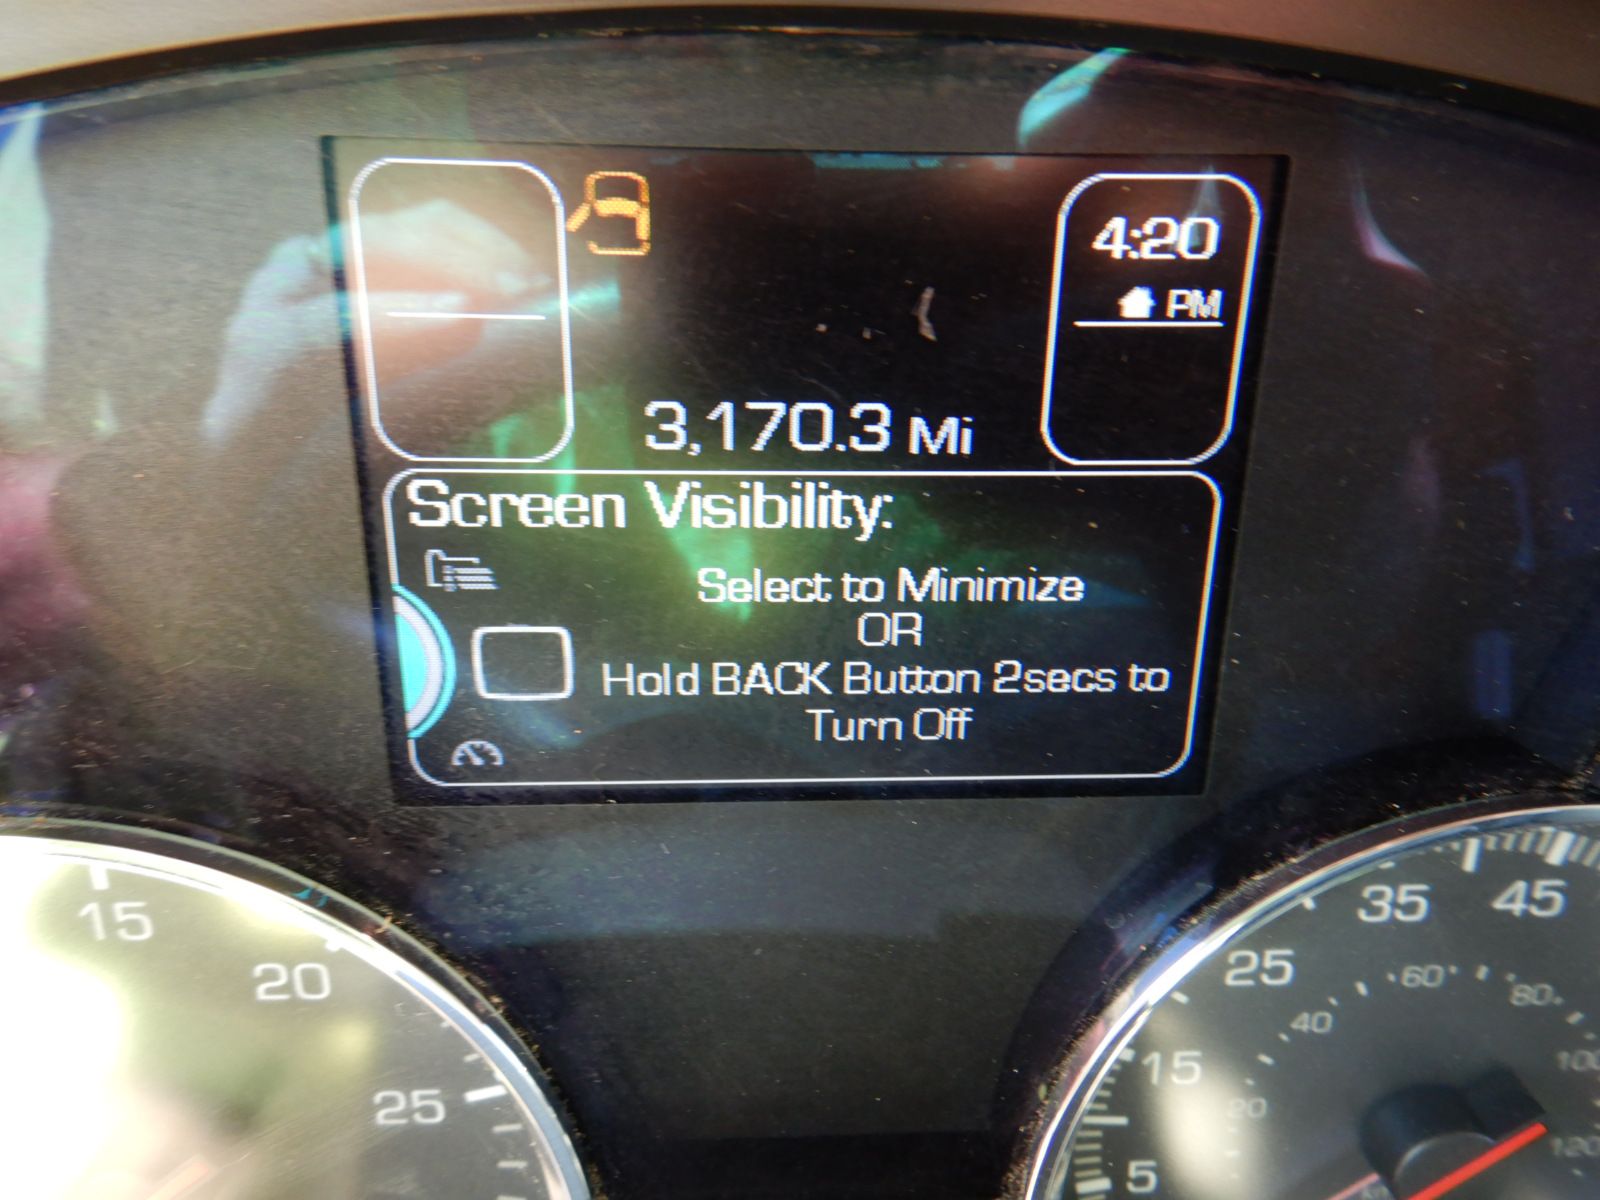 4:20
PM
3,170.3 Mi
Screen Visibility:
Select to Minimize
OR
Hold BACK Button 2secs to
Turn Off
15
20
25
5
15
25
35
45
20
40
60
80
100
120